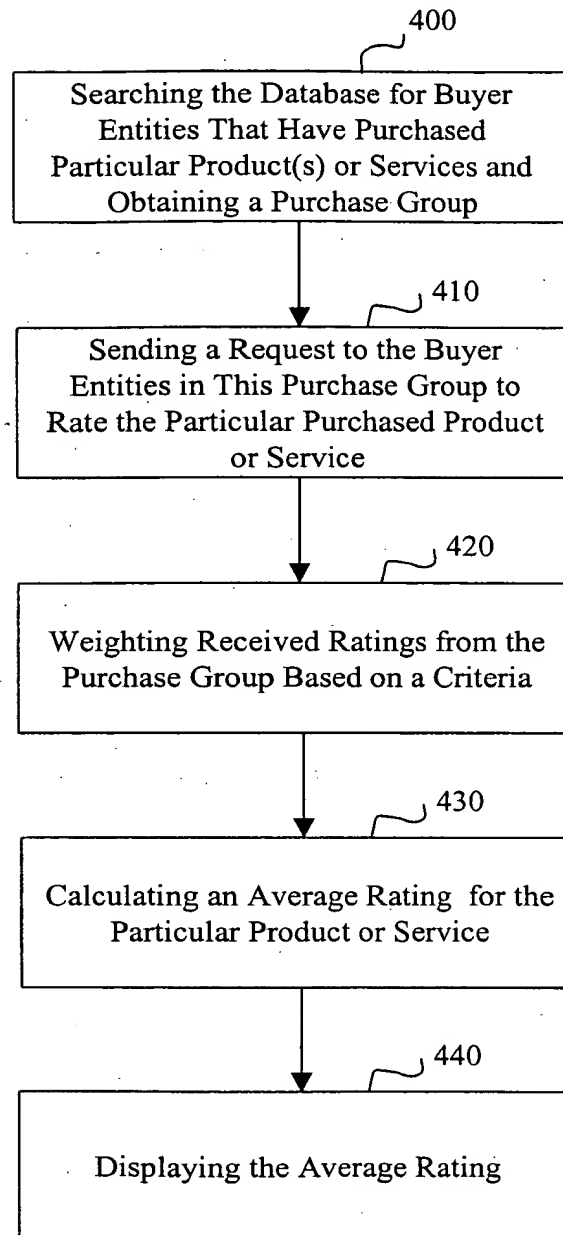 400
Searching the Database for Buyer
Entities That Have Purchased
Particular Product(s) or Services and
Obtaining a Purchase Group
410
Sending a Request to the Buyer
Entities in This Purchase Group to
Rate the Particular Purchased Product
or Service
420
Weighting Received Ratings from the
Purchase Group Based on a Criteria
430
Calculating an Average Rating for the
Particular Product or Service
440
Displaying the Average Rating